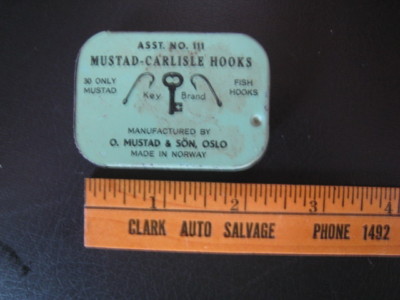 ASST. NO. 111
MUSTAD-CARLISLE HOOKS
50 ONLY FISH
MUSTAD HOOKS
Key Brand
MANUFACTURED BY
O. MUSTAD & SÖN, OSLO
MADE IN NORWAY
1 2 3 4
CLARK AUTO SALVAGE PHONE 1492